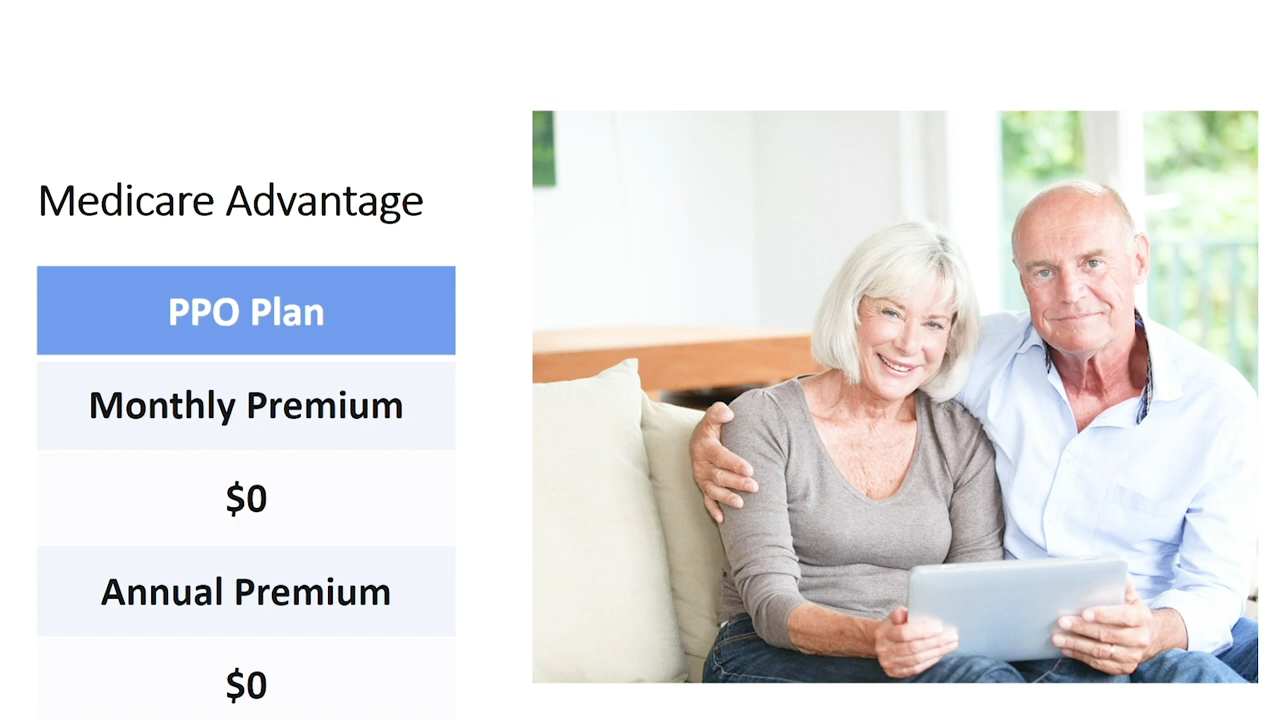 Medicare Advantage
PPO Plan
Monthly Premium
$0
Annual Premium
$0